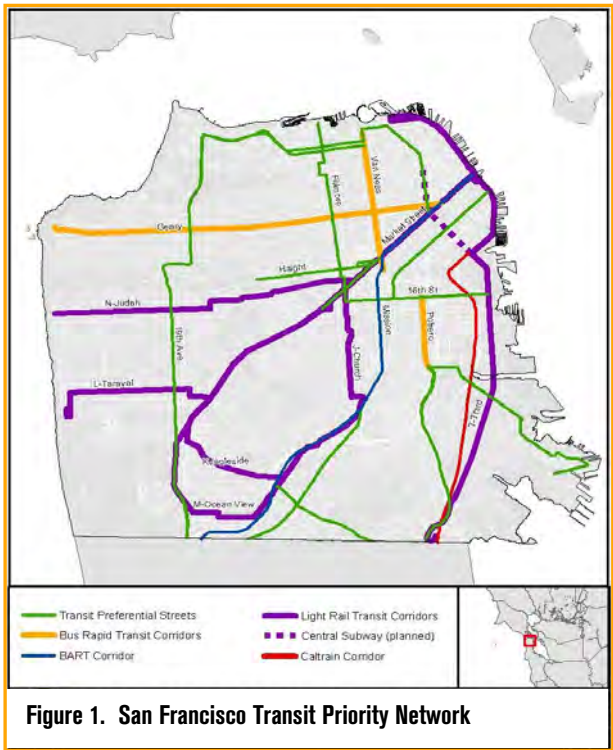 Van Ness
Fillmore
Market Street
Geary
Haight
16th St
N-Judah
Mission
Potrero
19th Ave
J-Church
L-Taraval
T-Third
K-Ingleside
M-Ocean View
Transit Preferential Streets
Light Rail Transit Corridors
Bus Rapid Transit Corridors
Central Subway (planned)
BART Corridor
Caltrain Corridor
Figure 1. San Francisco Transit Priority Network